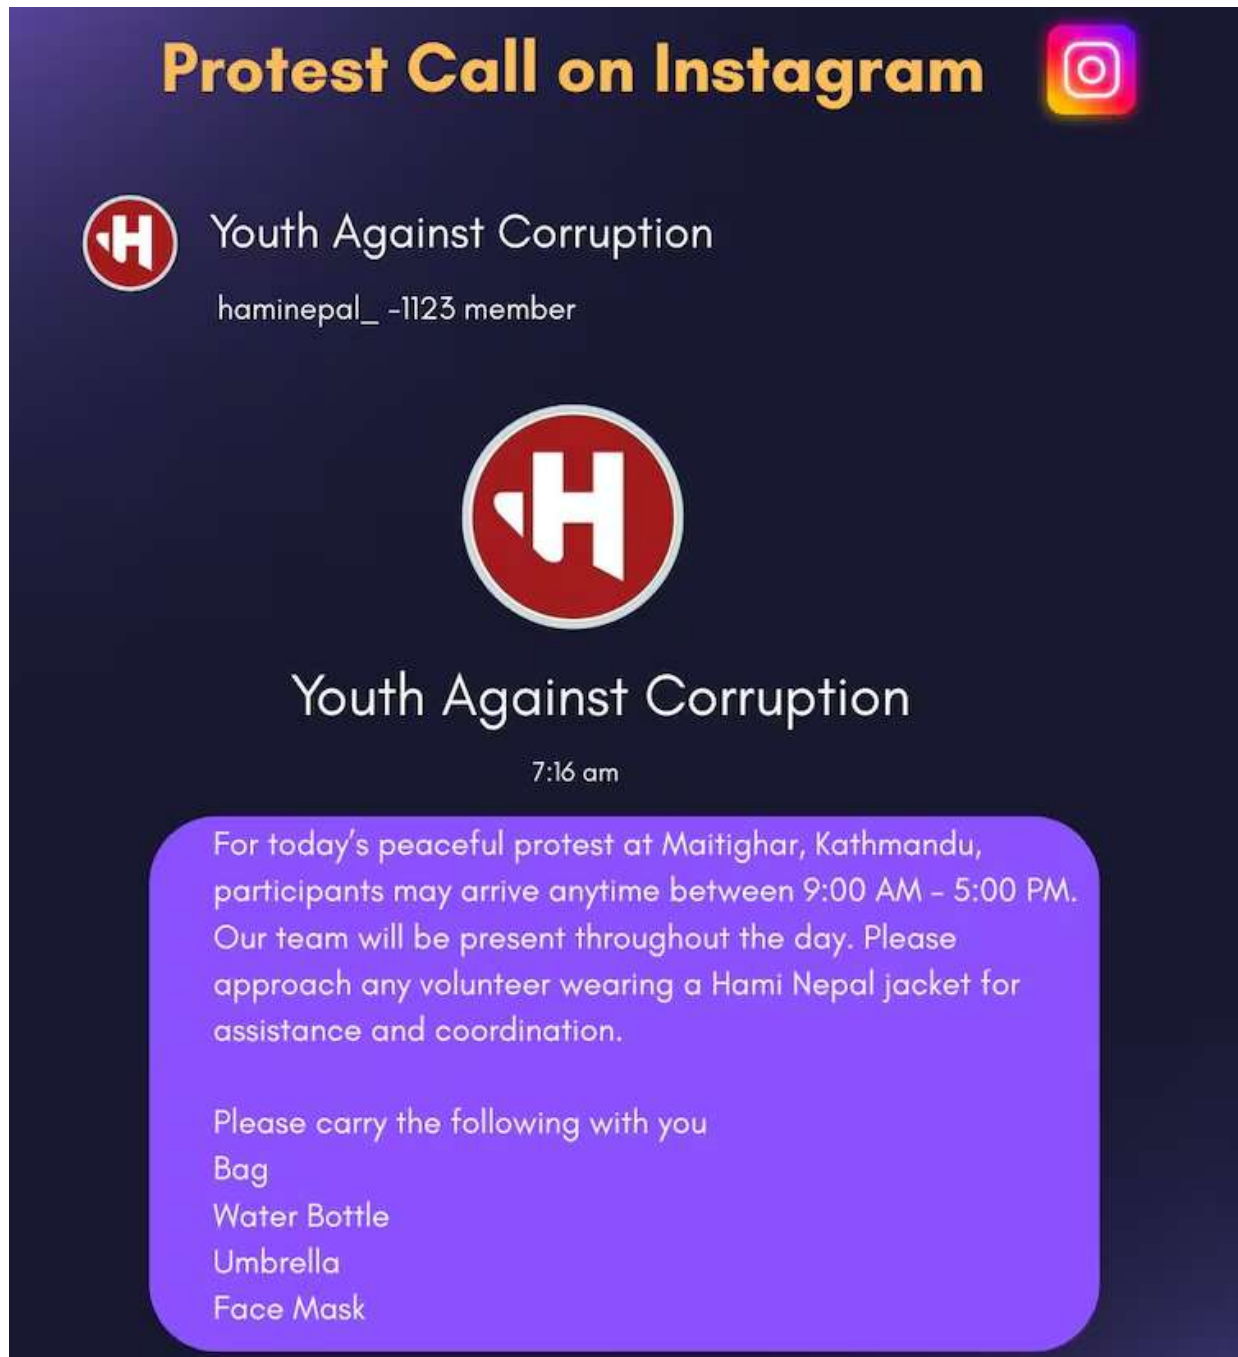 Protest Call on Instagram
Youth Against Corruption
haminepal_ -1123 member
H
Youth Against Corruption
7:16 am
For today's peaceful protest at Maitighar, Kathmandu,
participants may arrive anytime between 9:00 AM – 5:00 PM.
Our team will be present throughout the day. Please
approach any volunteer wearing a Hami Nepal jacket for
assistance and coordination.
Please carry the following with you
Bag
Water Bottle
Umbrella
Face Mask